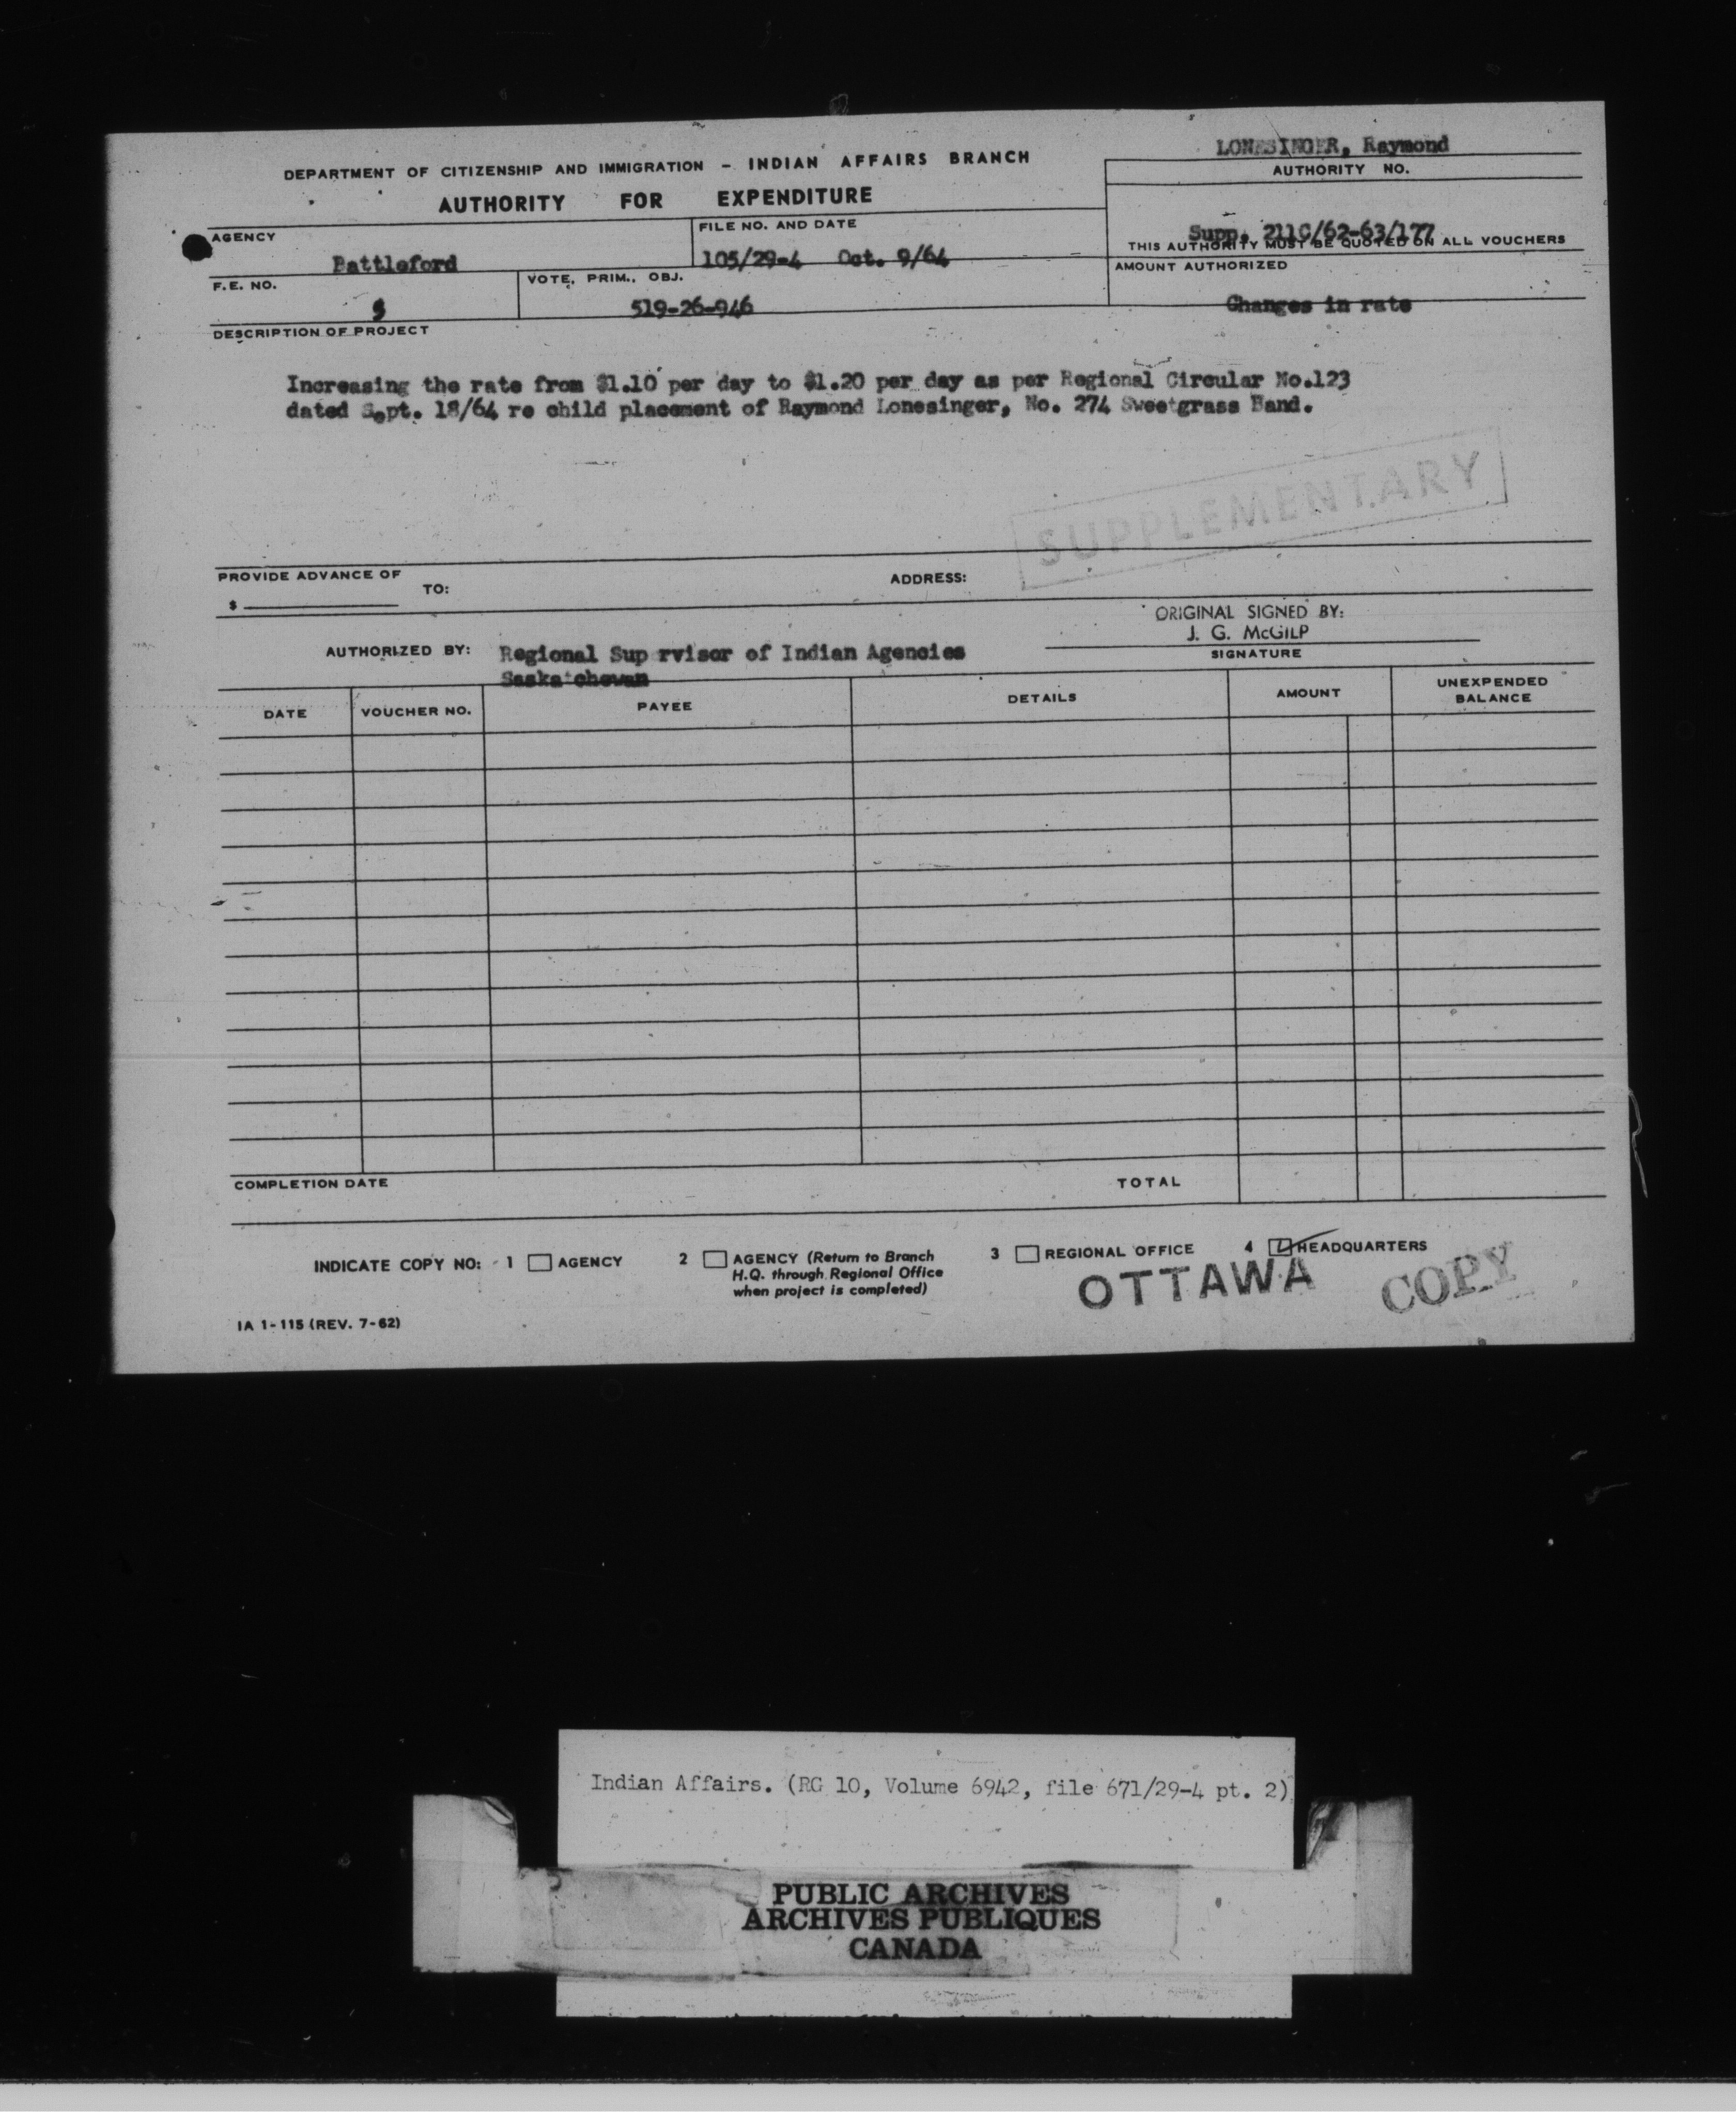 LONESINGER, Raymond
DEPARTMENT OF CITIZENSHIP AND IMMIGRATION - INDIAN AFFAIRS BRANCH
AUTHORITY NO.
AUTHORITY FOR EXPENDITURE
Supp. 211C/62-63/177
THIS AUTHORITY MUST BE QUOTED ON ALL VOUCHERS
AGENCY
Battleford
FILE NO. AND DATE
105/29-4 Oct. 9/64
AMOUNT AUTHORIZED
Changes in rate
F.E. NO.
VOTE, PRIM., OBJ.
519-26-946
DESCRIPTION OF PROJECT
Increasing the rate from $1.10 per day to $1.20 per day as per Regional Circular No.123
dated Sept. 18/64 re child placement of Raymond Lonesinger, No. 274 Sweetgrass Band.
SUPPLEMENTARY
PROVIDE ADVANCE OF
$
TO:
ADDRESS:
ORIGINAL SIGNED BY:
J. G. McGILP
SIGNATURE
AUTHORIZED BY: Regional Sup rvisor of Indian Agencies
Saskatchewan
DATE VOUCHER NO. PAYEE DETAILS AMOUNT UNEXPENDED BALANCE
COMPLETION DATE TOTAL
INDICATE COPY NO: 1 AGENCY 2 AGENCY (Return to Branch
H.Q. through Regional Office
when project is completed)
3 REGIONAL OFFICE 4 HEADQUARTERS
OTTAWA COPY
IA 1-115 (REV. 7-62)
Indian Affairs. (RG 10, Volume 6942, file 671/29-4 pt. 2)
PUBLIC ARCHIVES
ARCHIVES PUBLIQUES
CANADA